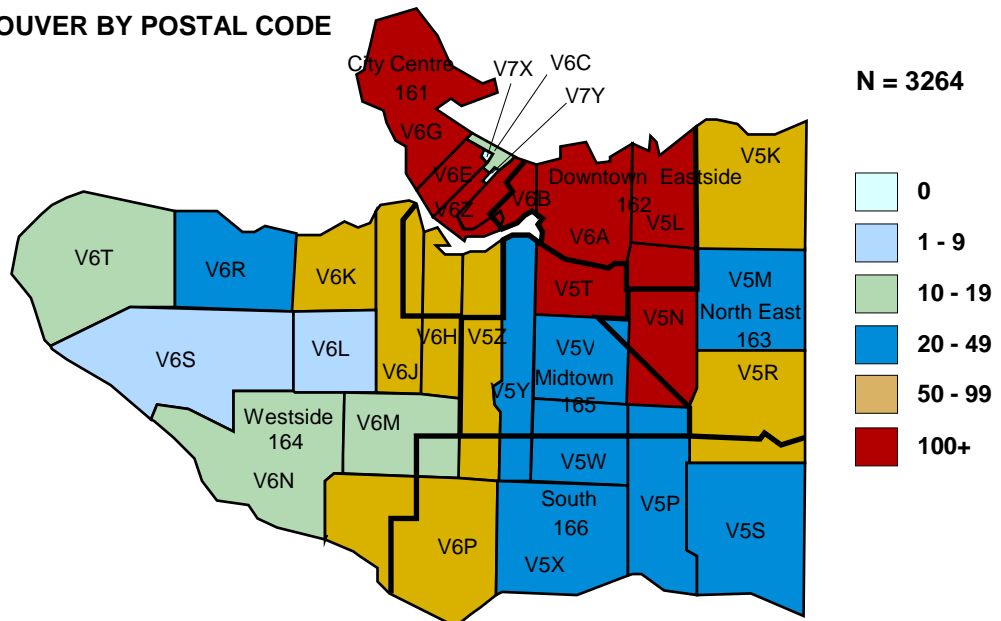 OUVER BY POSTAL CODE
City Centre
161
V7X
V6C
V7Y
N = 3264
V6G
V6E
V6Z
V6B
Downtown Eastside
162
V6A
V5L
V5K
0
1 - 9
10 - 19
20 - 49
50 - 99
100+
V6T
V6R
V6K
V5T
V5M
North East
163
V5N
V6S
V6L
V6J
V6H
V5Z
V5Y
V5V
Midtown
165
V5R
Westside
164
V6M
V6N
V5W
V5P
V5S
South
166
V6P
V5X